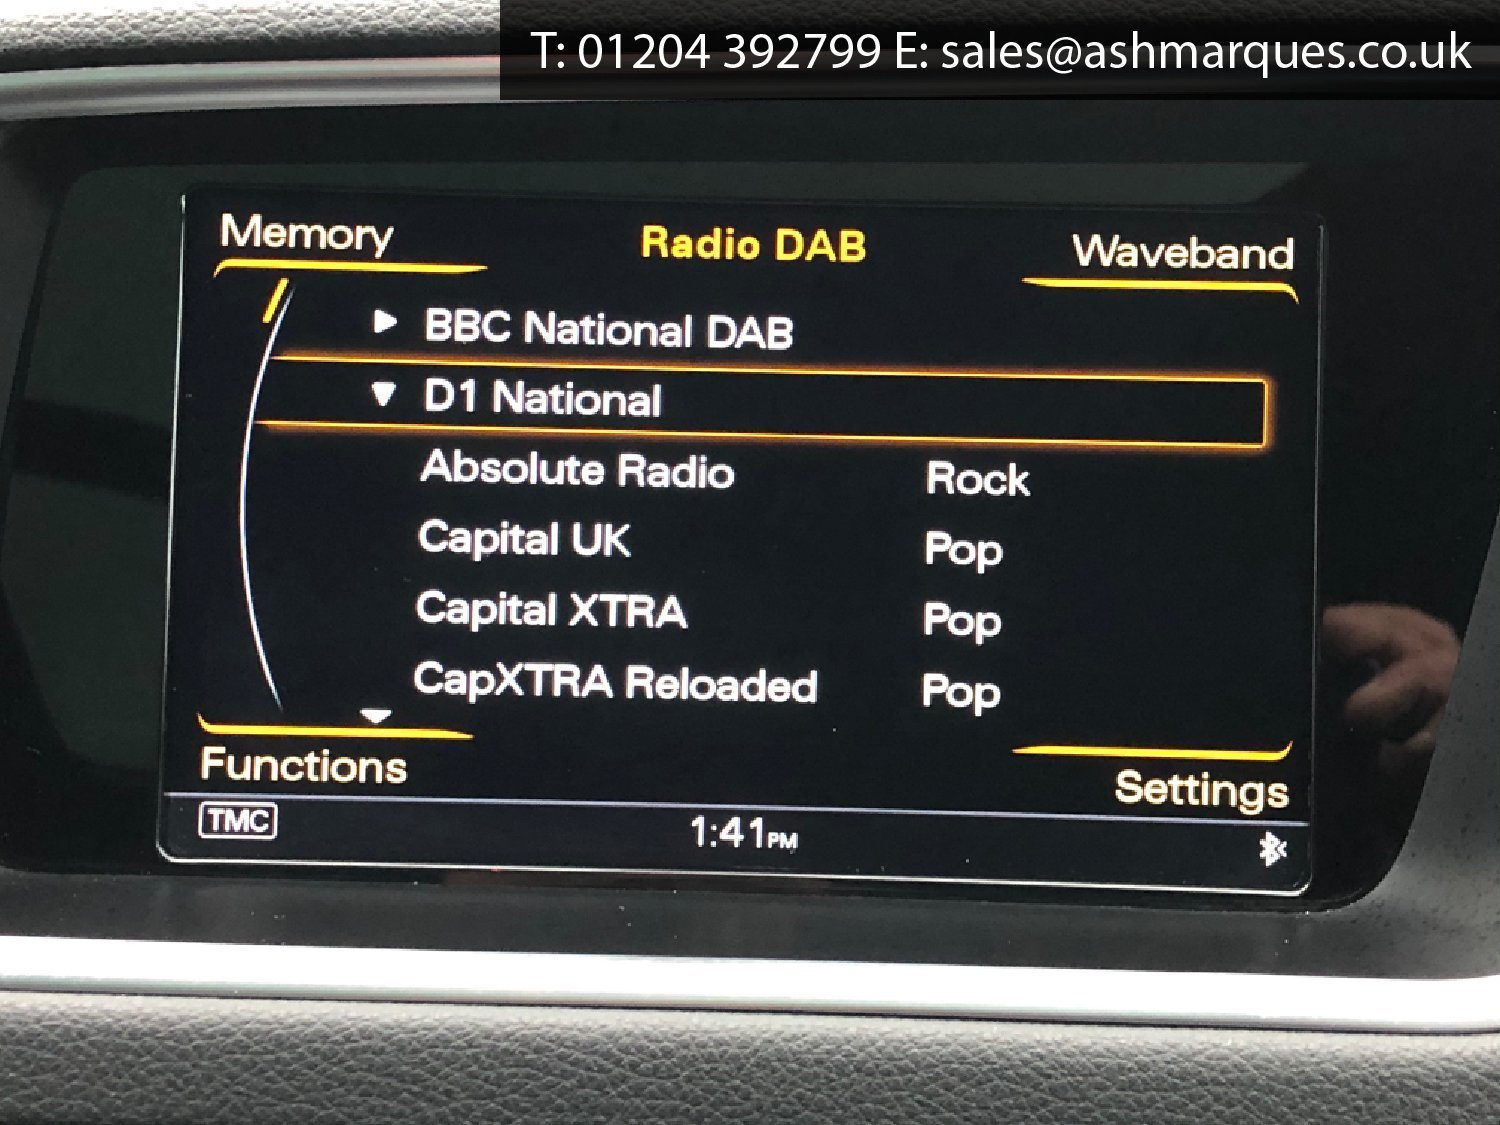 T: 01204 392799 E: sales@ashmarques.co.uk
Memory Radio DAB Waveband
BBC National DAB
D1 National
Absolute Radio Rock
Capital UK Pop
Capital XTRA Pop
CapXTRA Reloaded Pop
Functions Settings
TMC 1:41PM